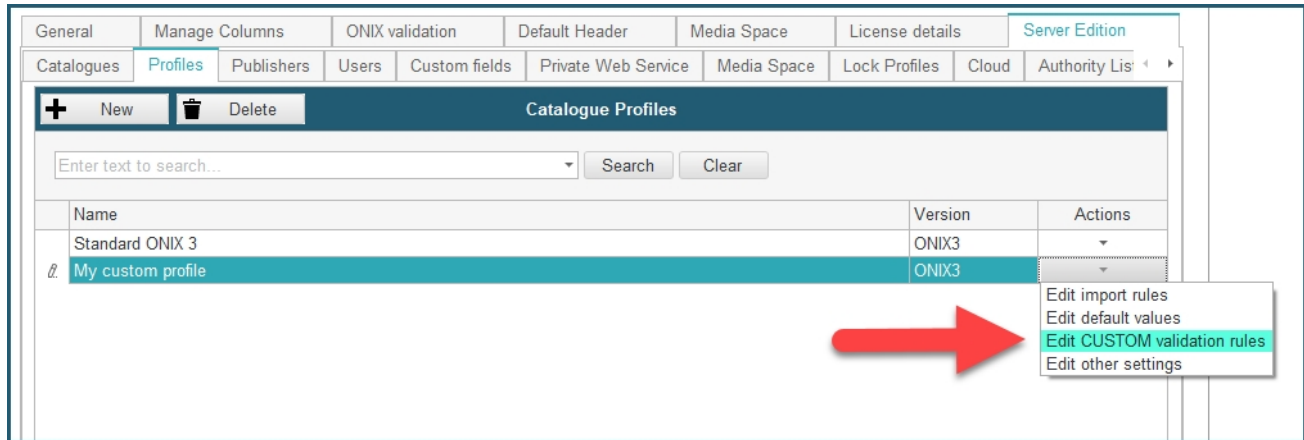 General Manage Columns ONIX validation Default Header Media Space License details Server Edition
Catalogues Profiles Publishers Users Custom fields Private Web Service Media Space Lock Profiles Cloud Authority Lis
New Delete Catalogue Profiles
Enter text to search... Search Clear
Name Version Actions
Standard ONIX 3 ONIX3
My custom profile ONIX3
Edit import rules
Edit default values
Edit CUSTOM validation rules
Edit other settings